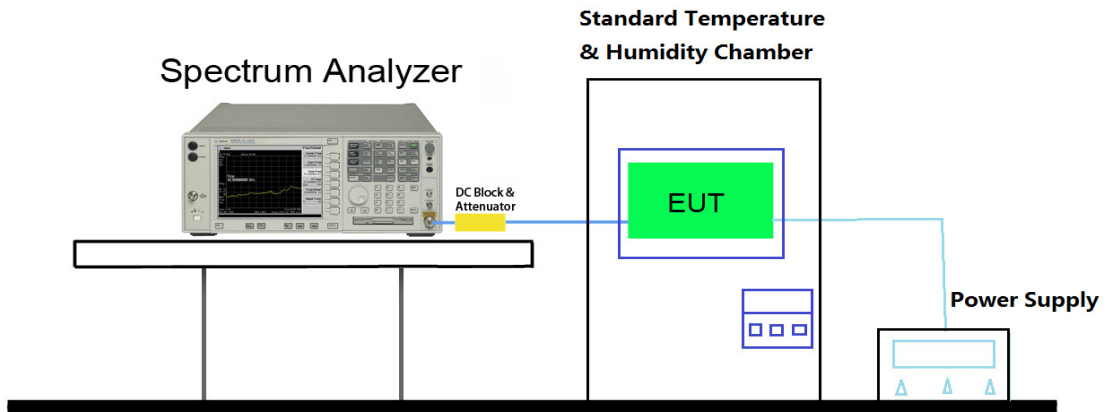 Standard Temperature
& Humidity Chamber
Spectrum Analyzer
DC Block &
Attenuator
EUT
Power Supply